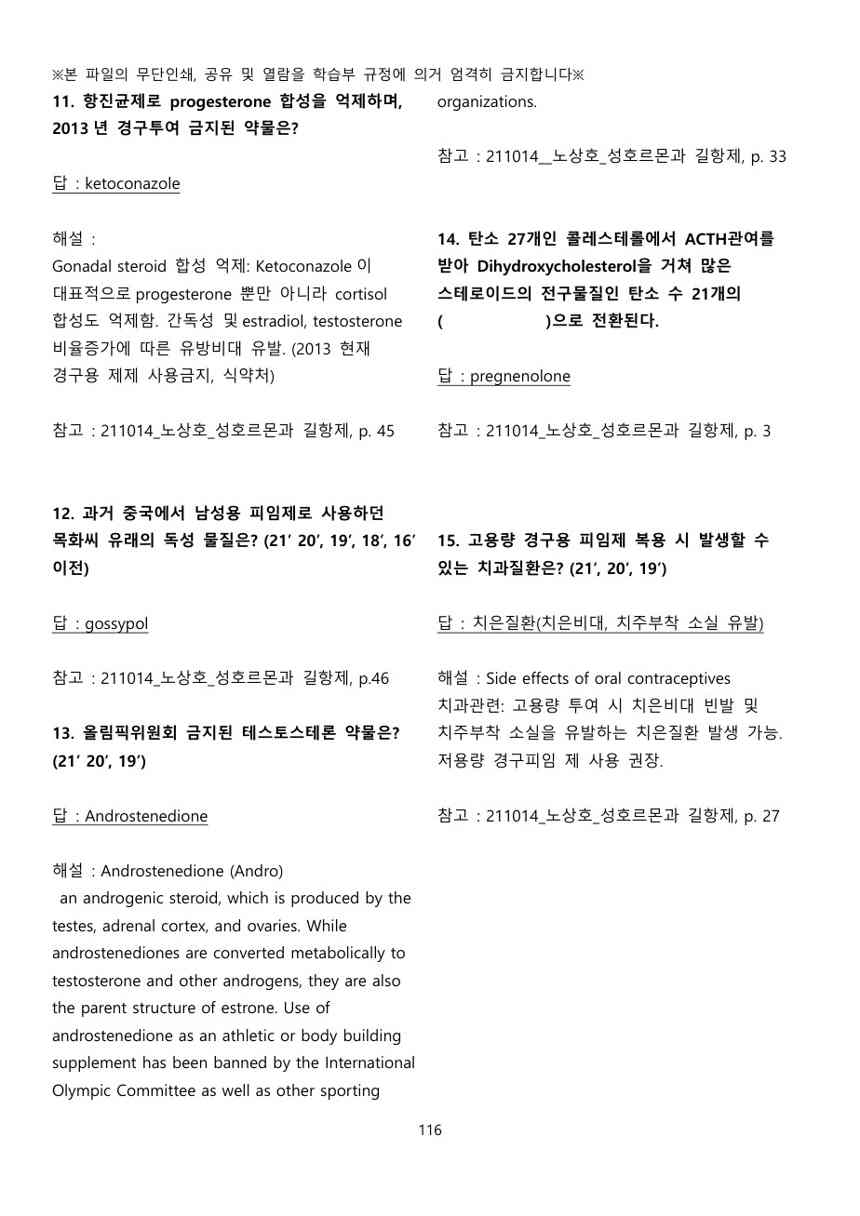 ※본 파일의 무단인쇄, 공유 및 열람을 학습부 규정에 의거 엄격히 금지합니다※
11. 항진균제로 progesterone 합성을 억제하며,
2013 년 경구투여 금지된 약물은?
답 : ketoconazole
해설 :
Gonadal steroid 합성 억제: Ketoconazole 이
대표적으로 progesterone 뿐만 아니라 cortisol
합성도 억제함. 간독성 및 estradiol, testosterone
비율증가에 따른 유방비대 유발. (2013 현재
경구용 제제 사용금지, 식약처)
참고 : 211014_노상호_성호르몬과 길항제, p. 45
12. 과거 중국에서 남성용 피임제로 사용하던
목화씨 유래의 독성 물질은? (21’ 20’, 19’, 18’, 16’
이전)
답 : gossypol
참고 : 211014_노상호_성호르몬과 길항제, p.46
13. 올림픽위원회 금지된 테스토스테론 약물은?
(21’ 20’, 19’)
답 : Androstenedione
해설 : Androstenedione (Andro)
an androgenic steroid, which is produced by the
testes, adrenal cortex, and ovaries. While
androstenediones are converted metabolically to
testosterone and other androgens, they are also
the parent structure of estrone. Use of
androstenedione as an athletic or body building
supplement has been banned by the International
Olympic Committee as well as other sporting
organizations.
참고 : 211014__노상호_성호르몬과 길항제, p. 33
14. 탄소 27개인 콜레스테롤에서 ACTH관여를
받아 Dihydroxycholesterol을 거쳐 많은
스테로이드의 전구물질인 탄소 수 21개의
( )으로 전환된다.
답 : pregnenolone
참고 : 211014_노상호_성호르몬과 길항제, p. 3
15. 고용량 경구용 피임제 복용 시 발생할 수
있는 치과질환은? (21’, 20’, 19’)
답 : 치은질환(치은비대, 치주부착 소실 유발)
해설 : Side effects of oral contraceptives
치과관련: 고용량 투여 시 치은비대 빈발 및
치주부착 소실을 유발하는 치은질환 발생 가능.
저용량 경구피임 제 사용 권장.
참고 : 211014_노상호_성호르몬과 길항제, p. 27
116